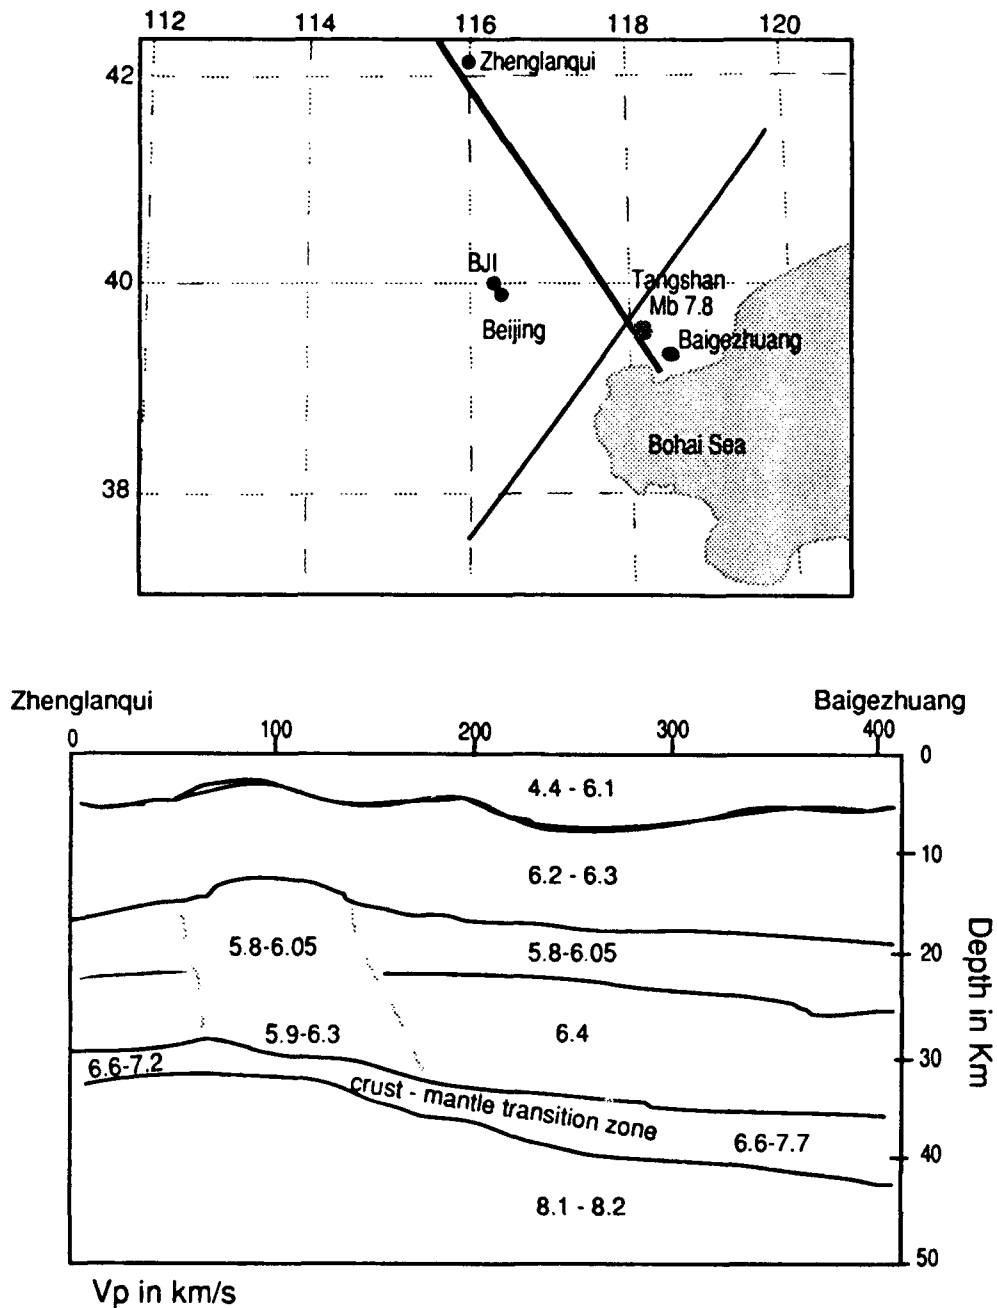 112 114 116 118 120
Zhenglanqui
42
BJI
40
Tangshan
Mb 7.8
Beijing
Baigezhuang
Bohai Sea
38
Zhenglanqui
Baigezhuang
0 100 200 300 400
0
4.4 - 6.1
10
6.2 - 6.3
5.8-6.05
5.8-6.05
20
5.9-6.3
6.4
30
6.6-7.2
crust - mantle transition zone
6.6-7.7
40
8.1 - 8.2
50
Depth in Km
Vp in km/s